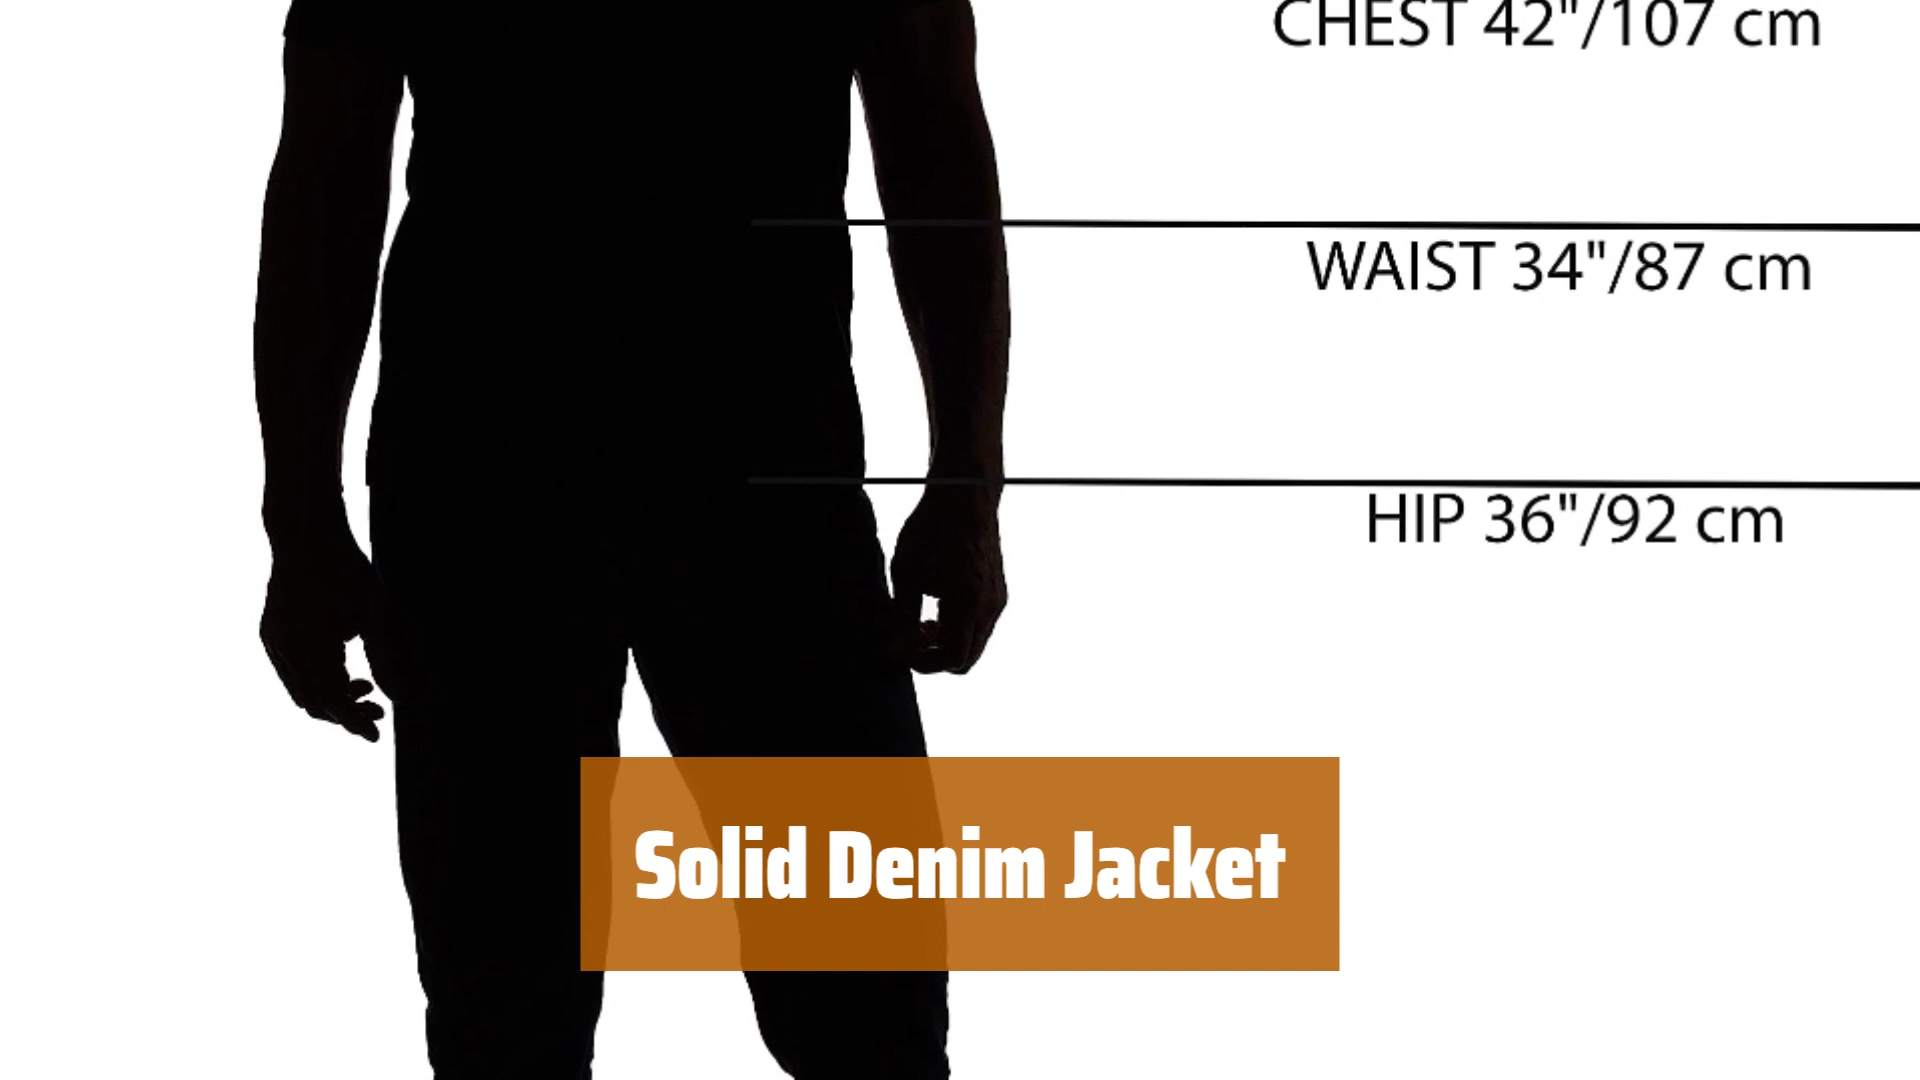 CHEST 42"/107 cm
WAIST 34"/87 cm
HIP 36"/92 cm
Solid Denim Jacket